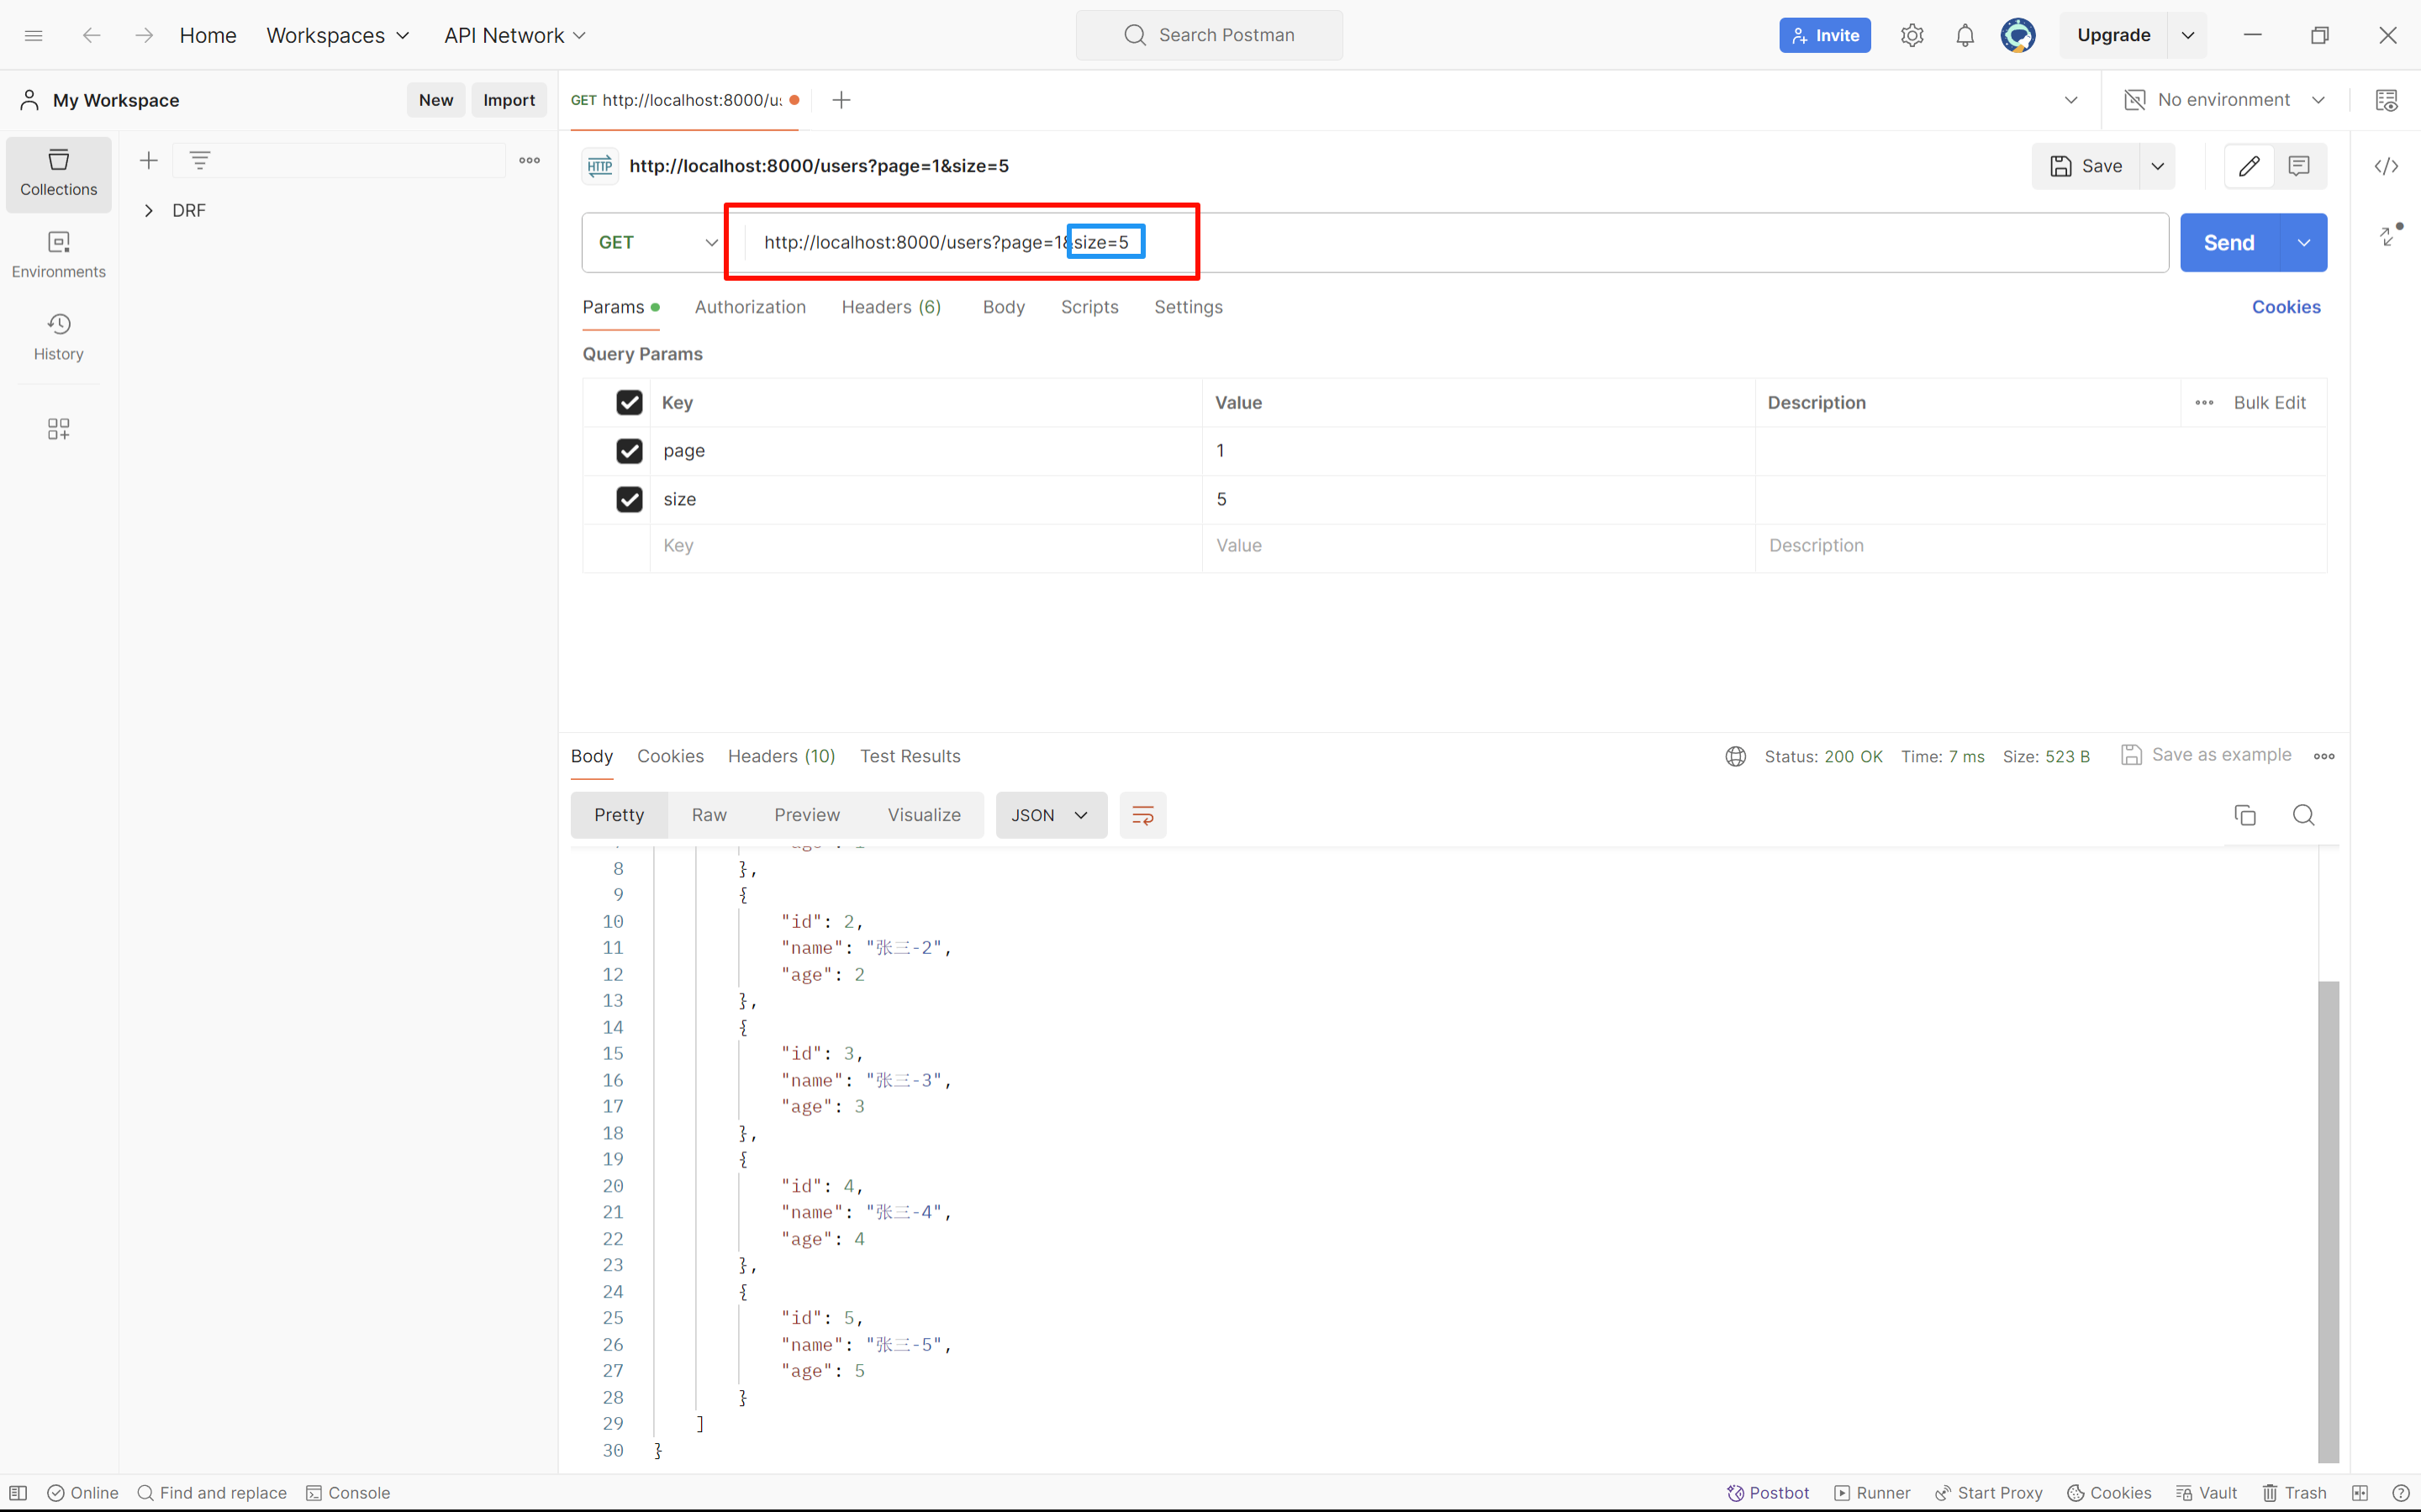 Home Workspaces API Network Search Postman Invite Upgrade
My Workspace New Import GET http://localhost:8000/us No environment
Collections
DRF
Environments
History
HTTP http://localhost:8000/users?page=1&size=5 Save
GET http://localhost:8000/users?page=1&size=5 Send
Params Authorization Headers (6) Body Scripts Settings Cookies
Query Params
Key Value Description Bulk Edit
page 1
size 5
Key Value Description
Body Cookies Headers (10) Test Results Status: 200 OK Time: 7 ms Size: 523 B Save as example
Pretty Raw Preview Visualize JSON
8 },
9 {
10 "id": 2,
11 "name": "张三-2",
12 "age": 2
13 },
14 {
15 "id": 3,
16 "name": "张三-3",
17 "age": 3
18 },
19 {
20 "id": 4,
21 "name": "张三-4",
22 "age": 4
23 },
24 {
25 "id": 5,
26 "name": "张三-5",
27 "age": 5
28 }
29 ]
30 }
Online Find and replace Console Postbot Runner Start Proxy Cookies Vault Trash